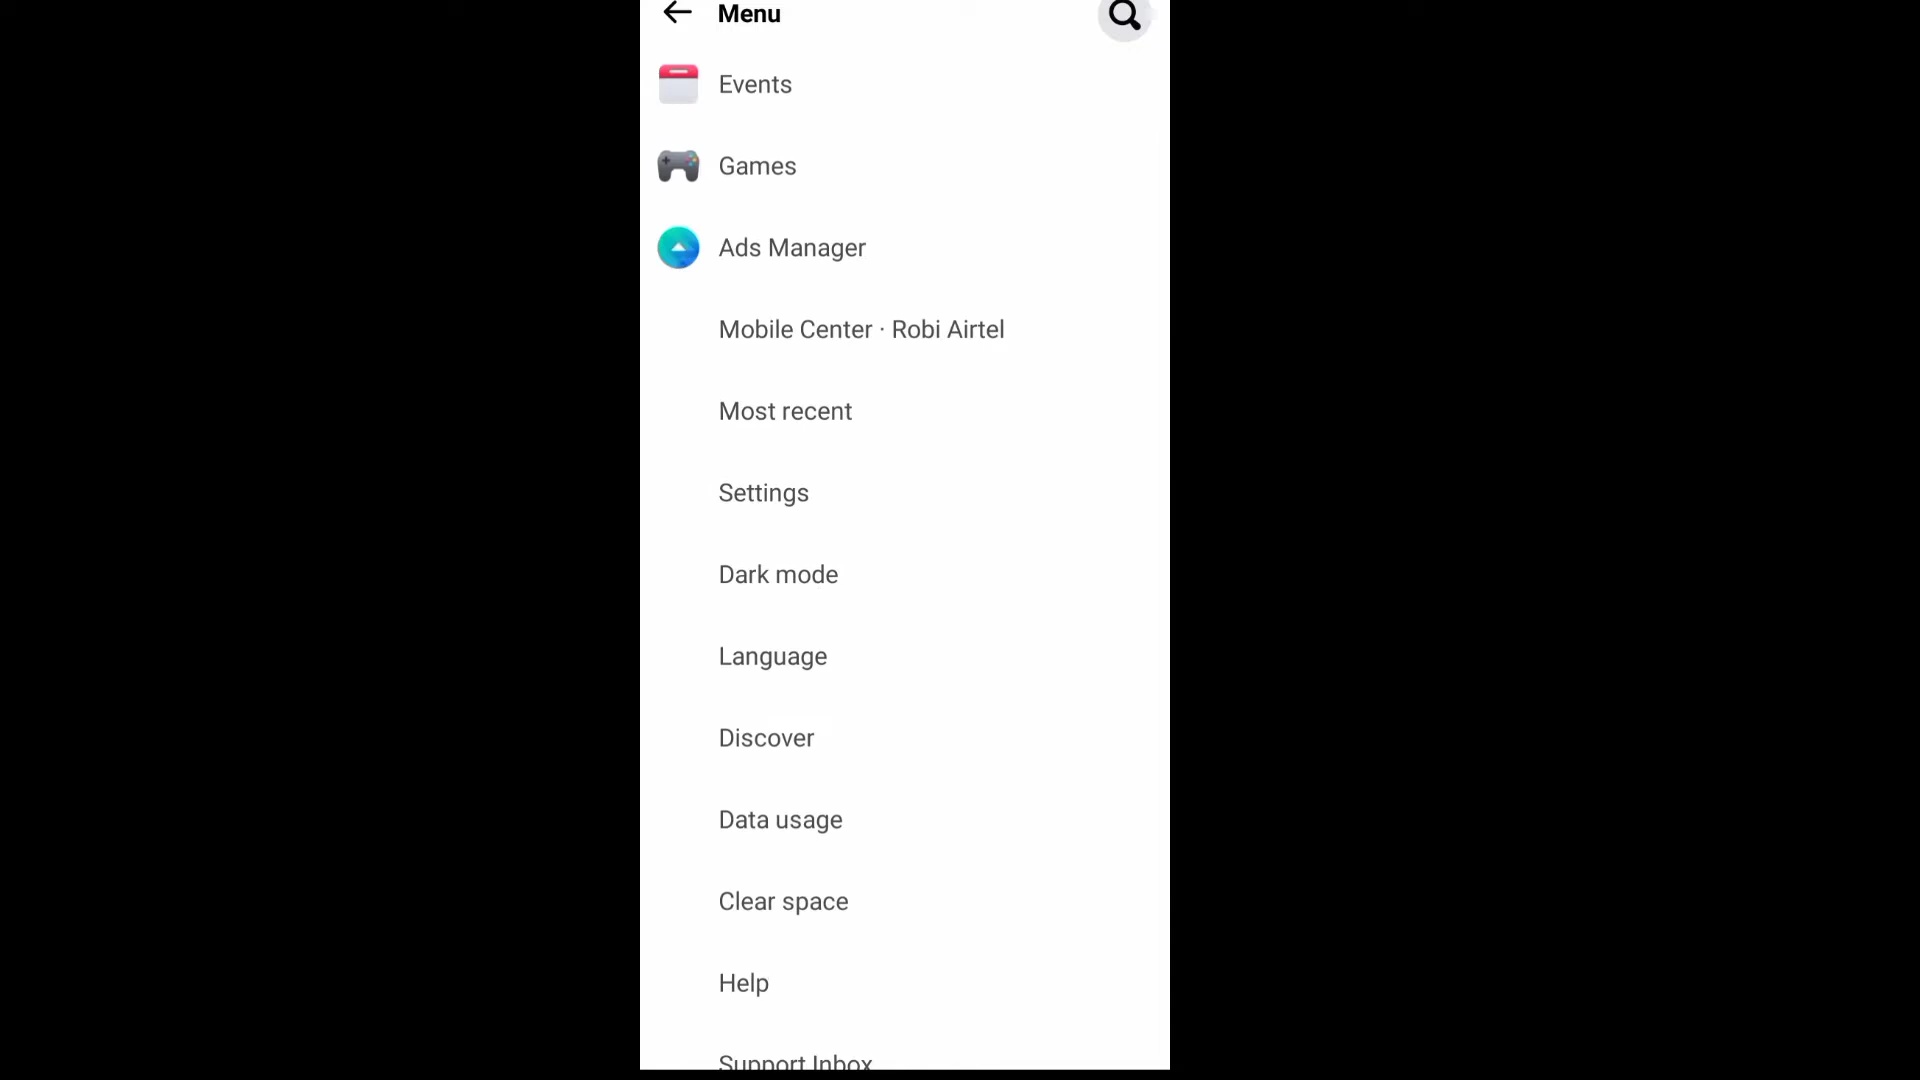 Menu
Events
Games
Ads Manager
Mobile Center · Robi Airtel
Most recent
Settings
Dark mode
Language
Discover
Data usage
Clear space
Help
Support Inbox